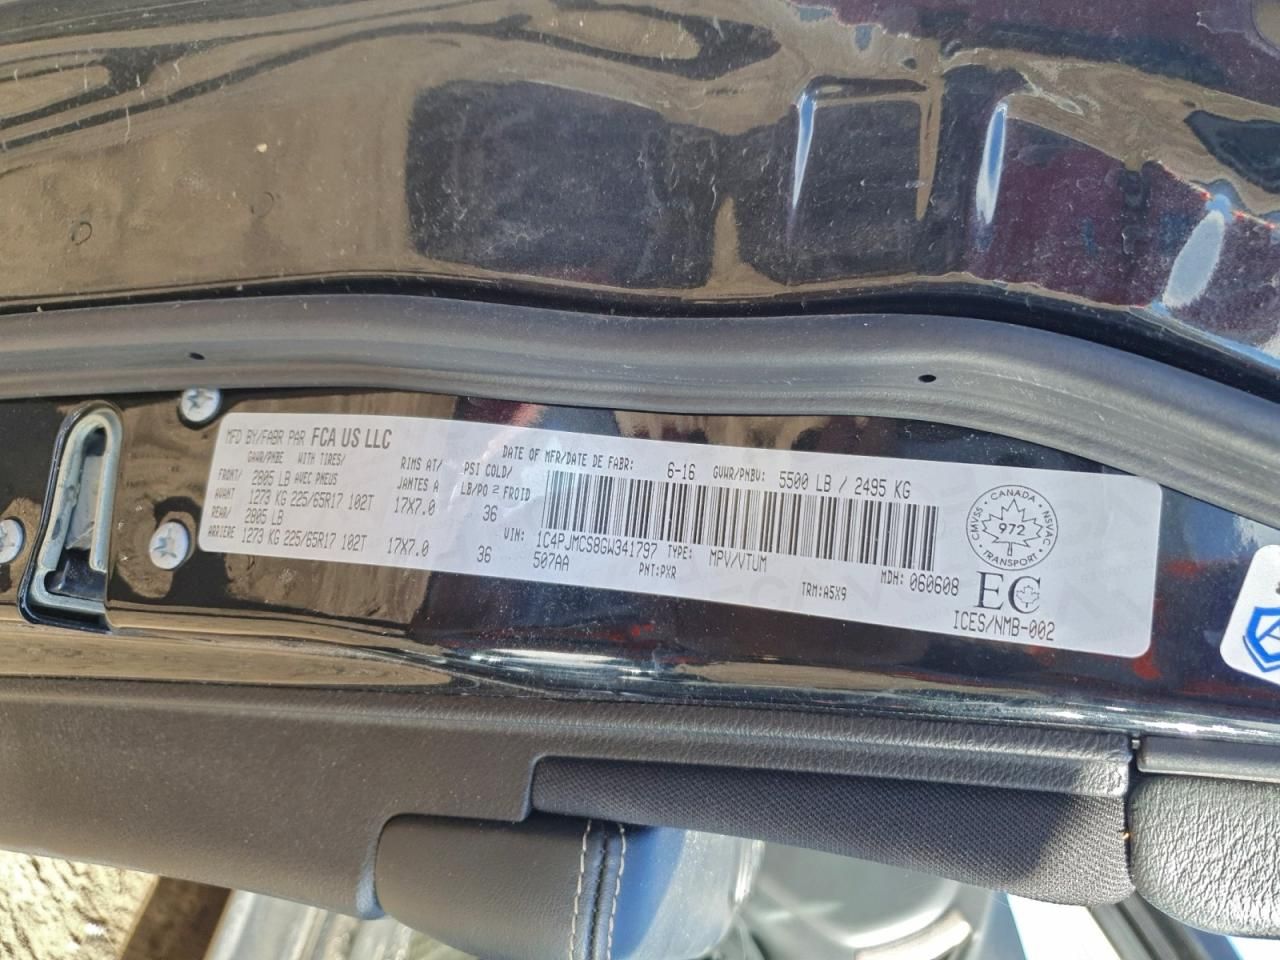 MFD BY/FABR PAR FCA US LLC
DATE OF MFR/DATE DE FABR: 6-16 GVWR/PNBV: 5500 LB / 2495 KG
GAWR/PNBE WITH TIRES/ RIMS AT/ PSI COLD/
FRONT/ 2805 LB AVEC PNEUS JANTES A LB/PO 2 FROID
AVANT 1273 KG 225/65R17 102T 17X7.0 36
REAR/ 2805 LB
ARRIERE 1273 KG 225/65R17 102T 17X7.0 36
VIN: 1C4PJMCS8GW341797 TYPE: MPV/VTUM MDH: 060608
507AA PNT:PXR TRM:A5X9
CANADA
CMVSS 972 NSVAC
TRANSPORT
EC
ICES/NMB-002